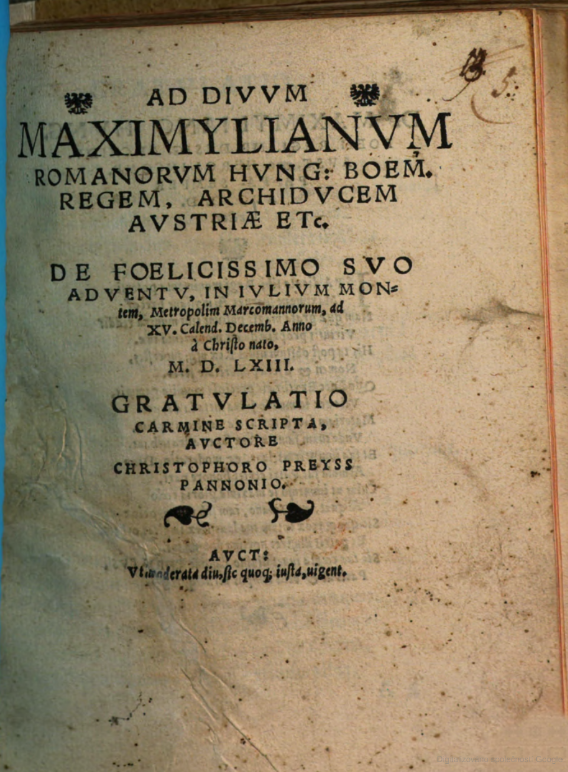 5.
AD DIVVM
MAXIMYLIANVM
ROMANORVM HVNG: BOEM.
REGEM, ARCHIDVCEM
AVSTRIÆ ETc.
DE FOELICISSIMO SVO
ADVENTV, IN IVLIVM MON=
tem, Metropolim Marcomannorum, ad
XV. Calend. Decemb. Anno
à Christo nato,
M. D. LXIII.
GRATVLATIO
CARMINE SCRIPTA,
AVCTORE
CHRISTOPHORO PREYSS
PANNONIO.
AVCT:
diu, sic quoq; iusta, uigent.